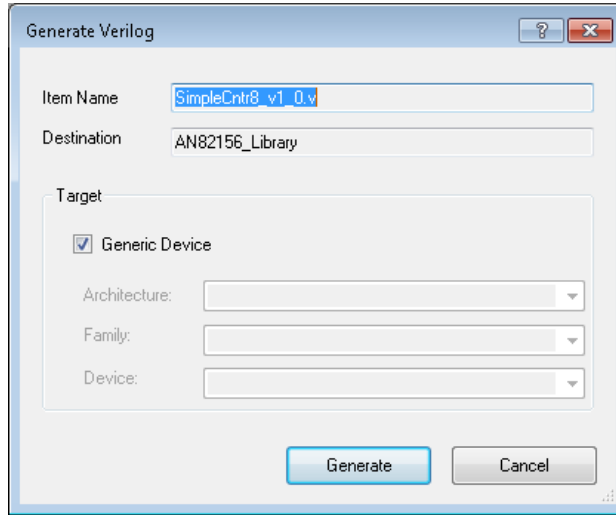 Generate Verilog
Item Name SimpleCntr8_v1_0.v
Destination AN82156_Library
Target
Generic Device
Architecture:
Family:
Device:
Generate Cancel